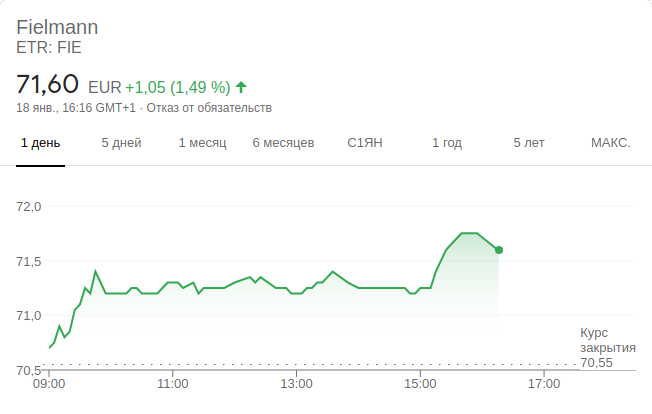 Fielmann
ETR: FIE
71,60 EUR +1,05 (1,49 %)
18 янв., 16:16 GMT+1 · Отказ от обязательств
1 день 5 дней 1 месяц 6 месяцев С1ЯН 1 год 5 лет МАКС.
72,0
71,5
71,0
Курс
закрытия
70,55
70,5
09:00 11:00 13:00 15:00 17:00